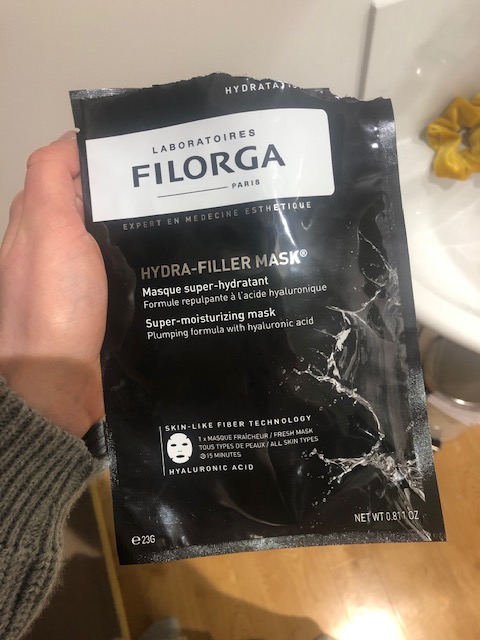 LABORATOIRES
FILORGA
PARIS
EXPERT EN MEDECINE ESTHETIQUE
HYDRA-FILLER MASK®
Masque super-hydratant
Formule repulpante à l'acide hyaluronique
Super-moisturizing mask
Plumping formula with hyaluronic acid
SKIN-LIKE FIBER TECHNOLOGY
1 x MASQUE FRAÎCHEUR / FRESH MASK
TOUS TYPES DE PEAUX / ALL SKIN TYPES
15 MINUTES
HYALURONIC ACID
NET WT 0.811 OZ
℮ 23G